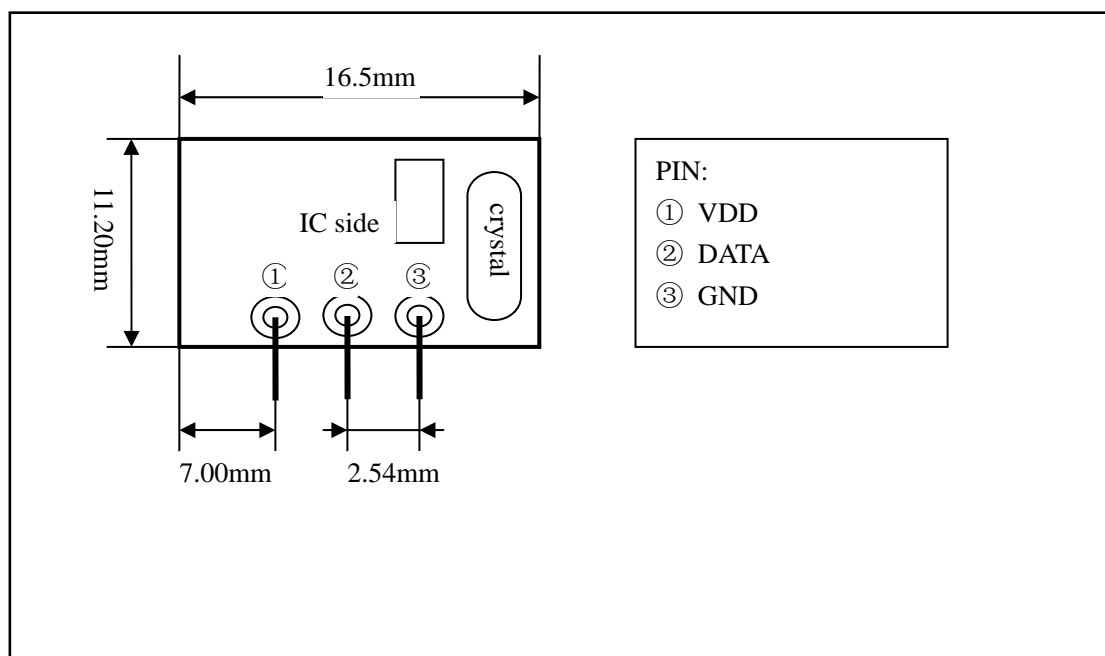 16.5mm
11.20mm
IC side
crystal
① ② ③
7.00mm
2.54mm
PIN:
① VDD
② DATA
③ GND